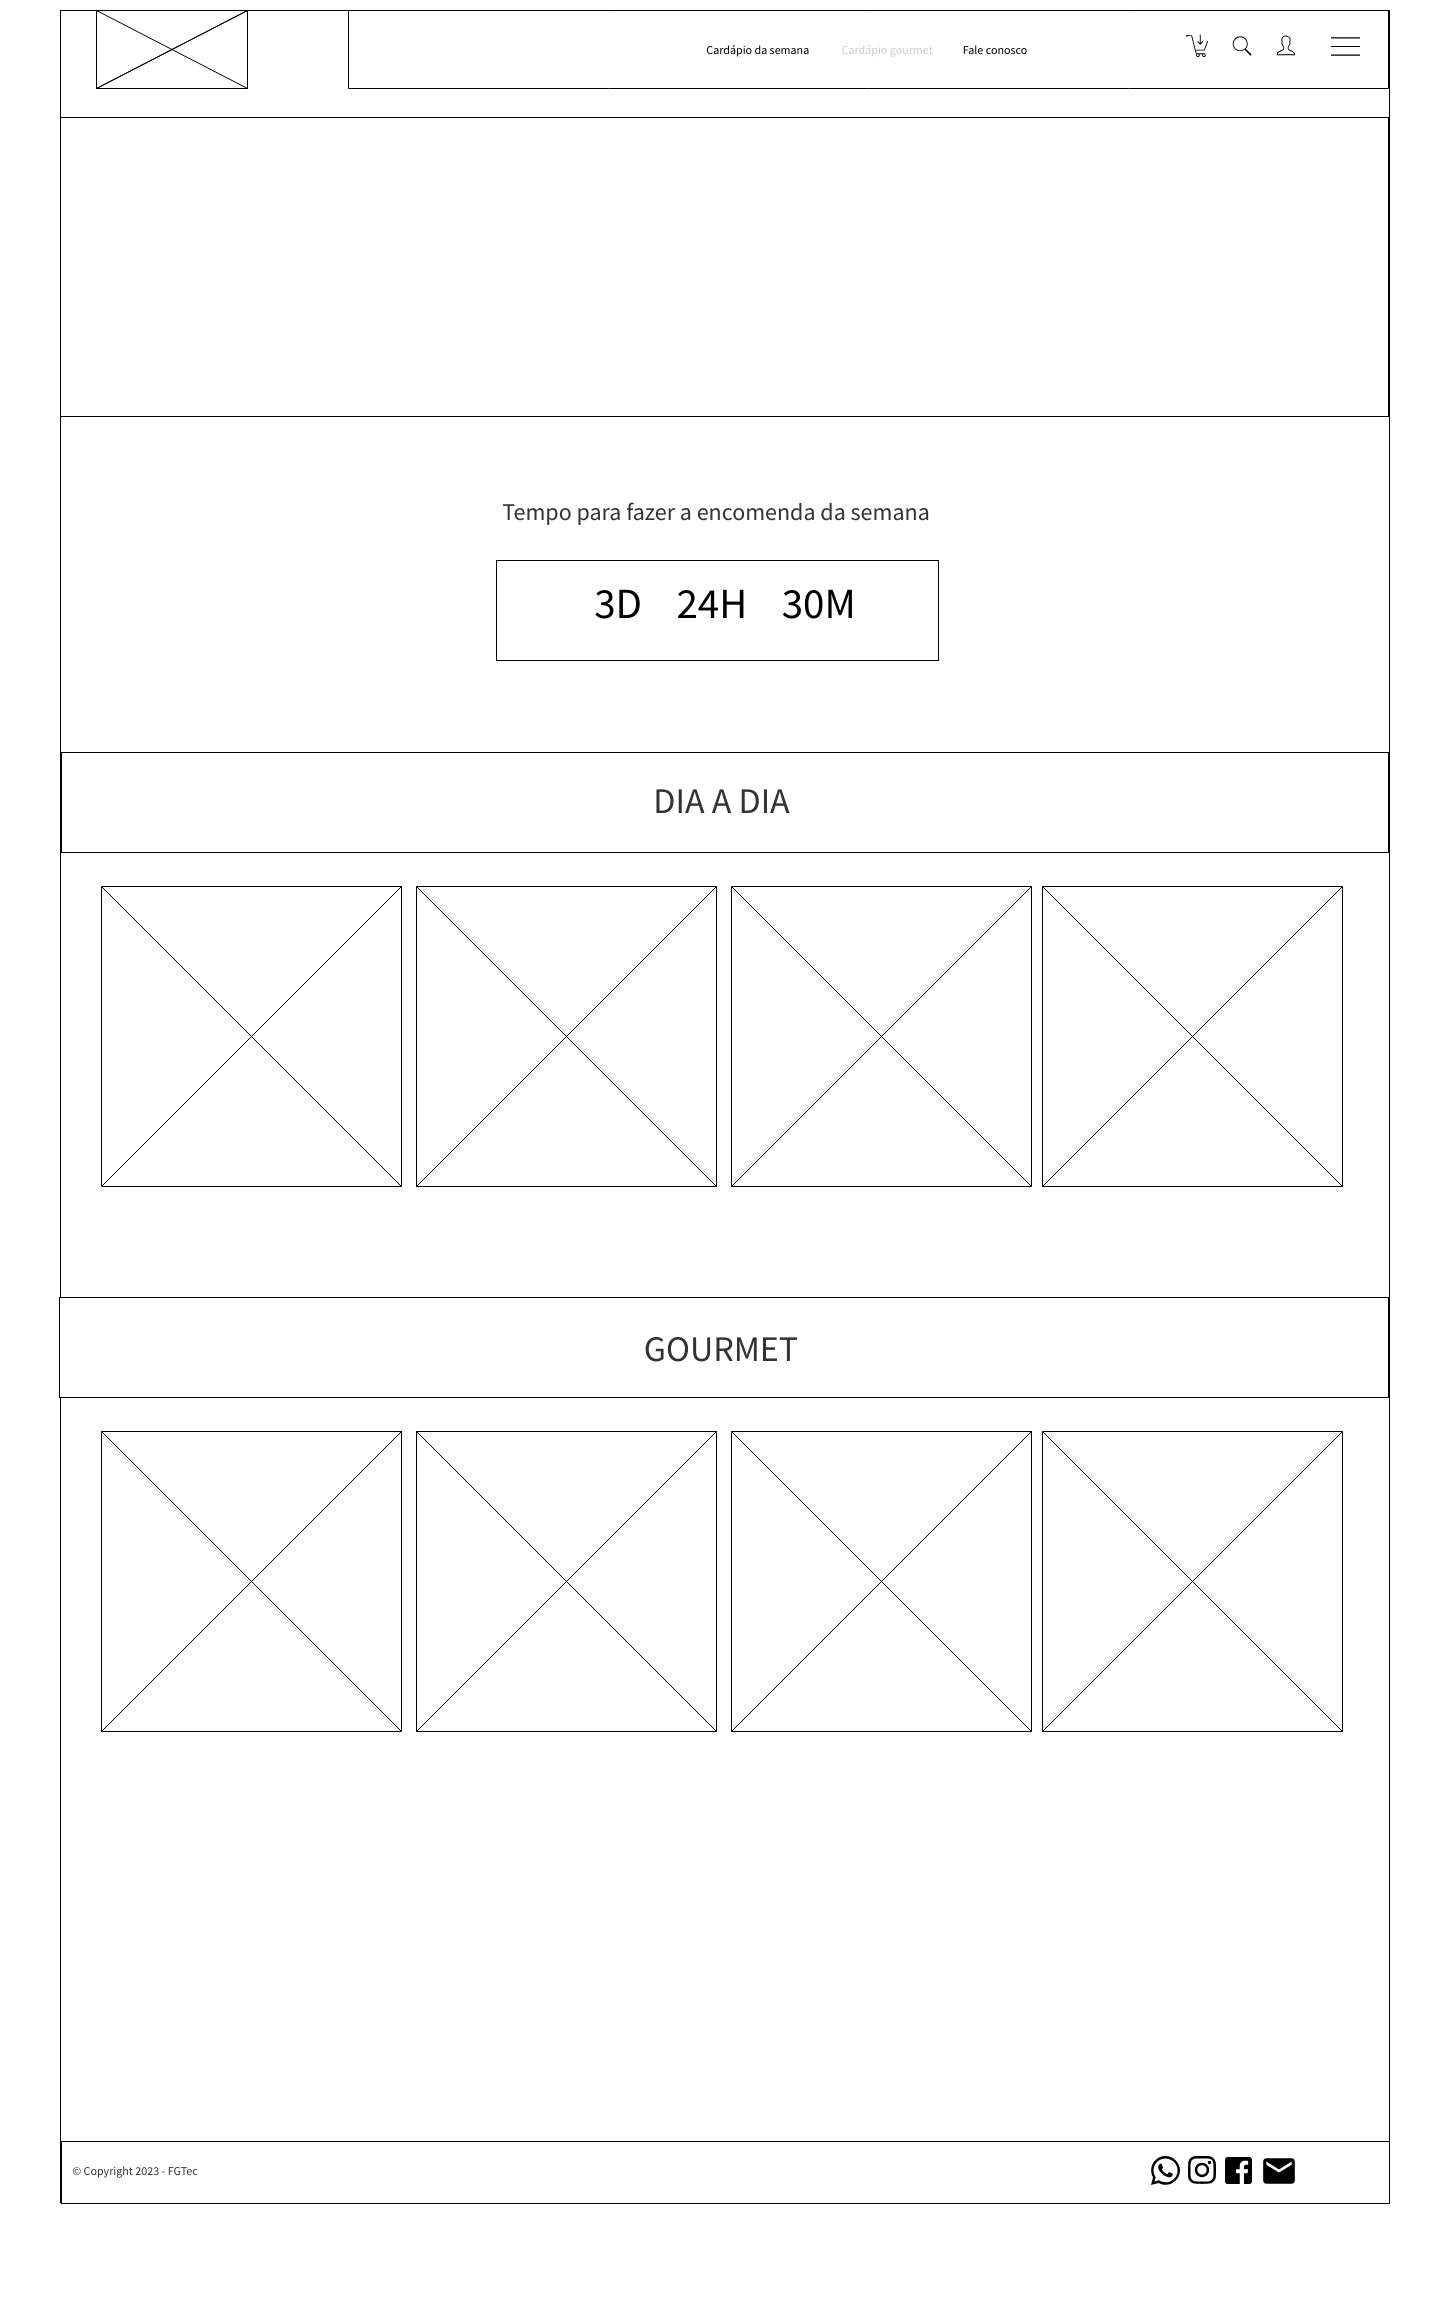 Cardápio da semana Cardápio gourmet Fale conosco
Tempo para fazer a encomenda da semana
3D 24H 30M
DIA A DIA
GOURMET
© Copyright 2023 - FGTec